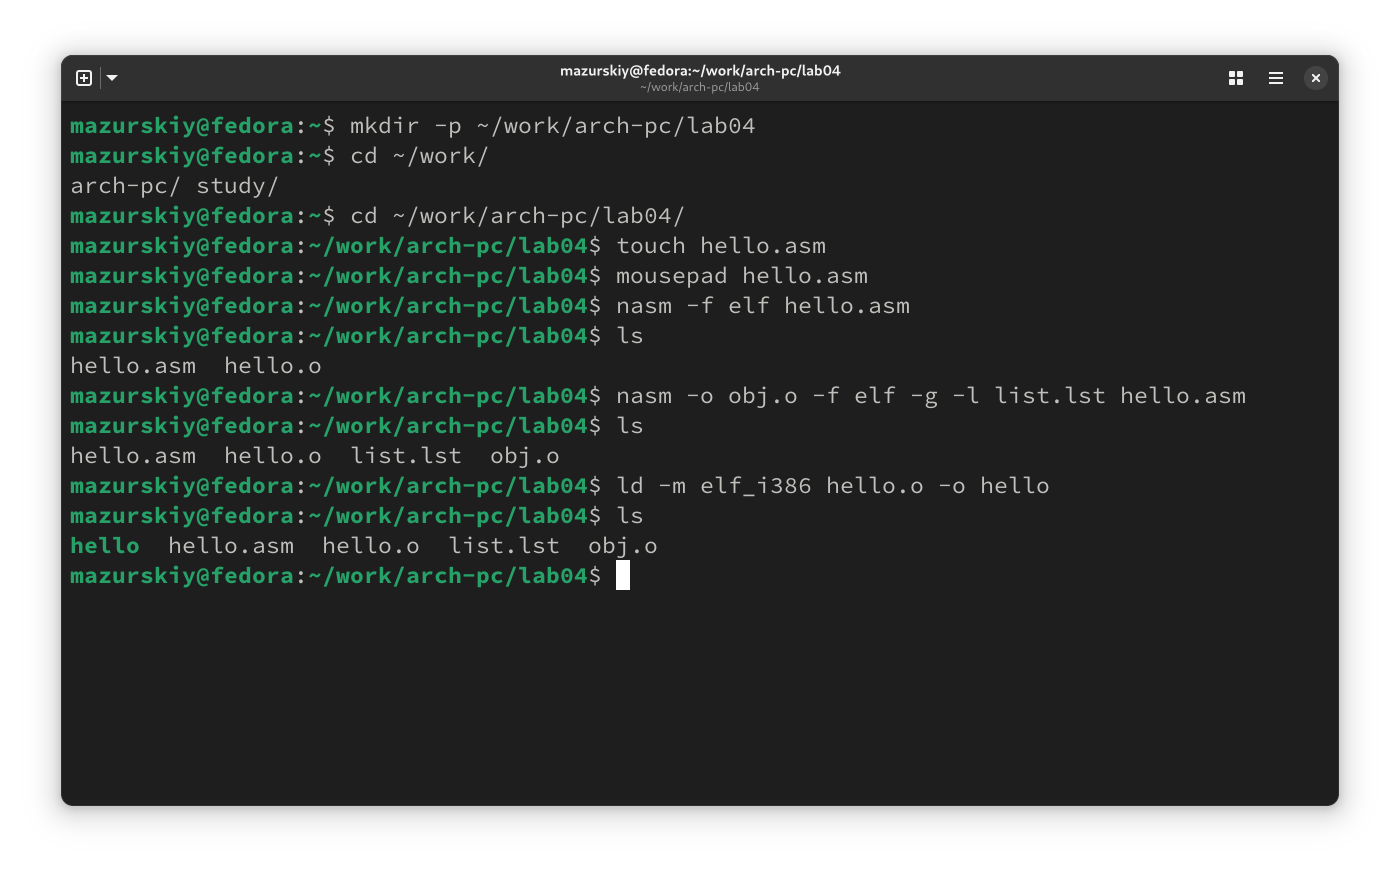 mazurskiy@fedora:~/work/arch-pc/lab04
~/work/arch-pc/lab04
mazurskiy@fedora:~$ mkdir -p ~/work/arch-pc/lab04
mazurskiy@fedora:~$ cd ~/work/
arch-pc/ study/
mazurskiy@fedora:~$ cd ~/work/arch-pc/lab04/
mazurskiy@fedora:~/work/arch-pc/lab04$ touch hello.asm
mazurskiy@fedora:~/work/arch-pc/lab04$ mousepad hello.asm
mazurskiy@fedora:~/work/arch-pc/lab04$ nasm -f elf hello.asm
mazurskiy@fedora:~/work/arch-pc/lab04$ ls
hello.asm  hello.o
mazurskiy@fedora:~/work/arch-pc/lab04$ nasm -o obj.o -f elf -g -l list.lst hello.asm
mazurskiy@fedora:~/work/arch-pc/lab04$ ls
hello.asm  hello.o  list.lst  obj.o
mazurskiy@fedora:~/work/arch-pc/lab04$ ld -m elf_i386 hello.o -o hello
mazurskiy@fedora:~/work/arch-pc/lab04$ ls
hello  hello.asm  hello.o  list.lst  obj.o
mazurskiy@fedora:~/work/arch-pc/lab04$